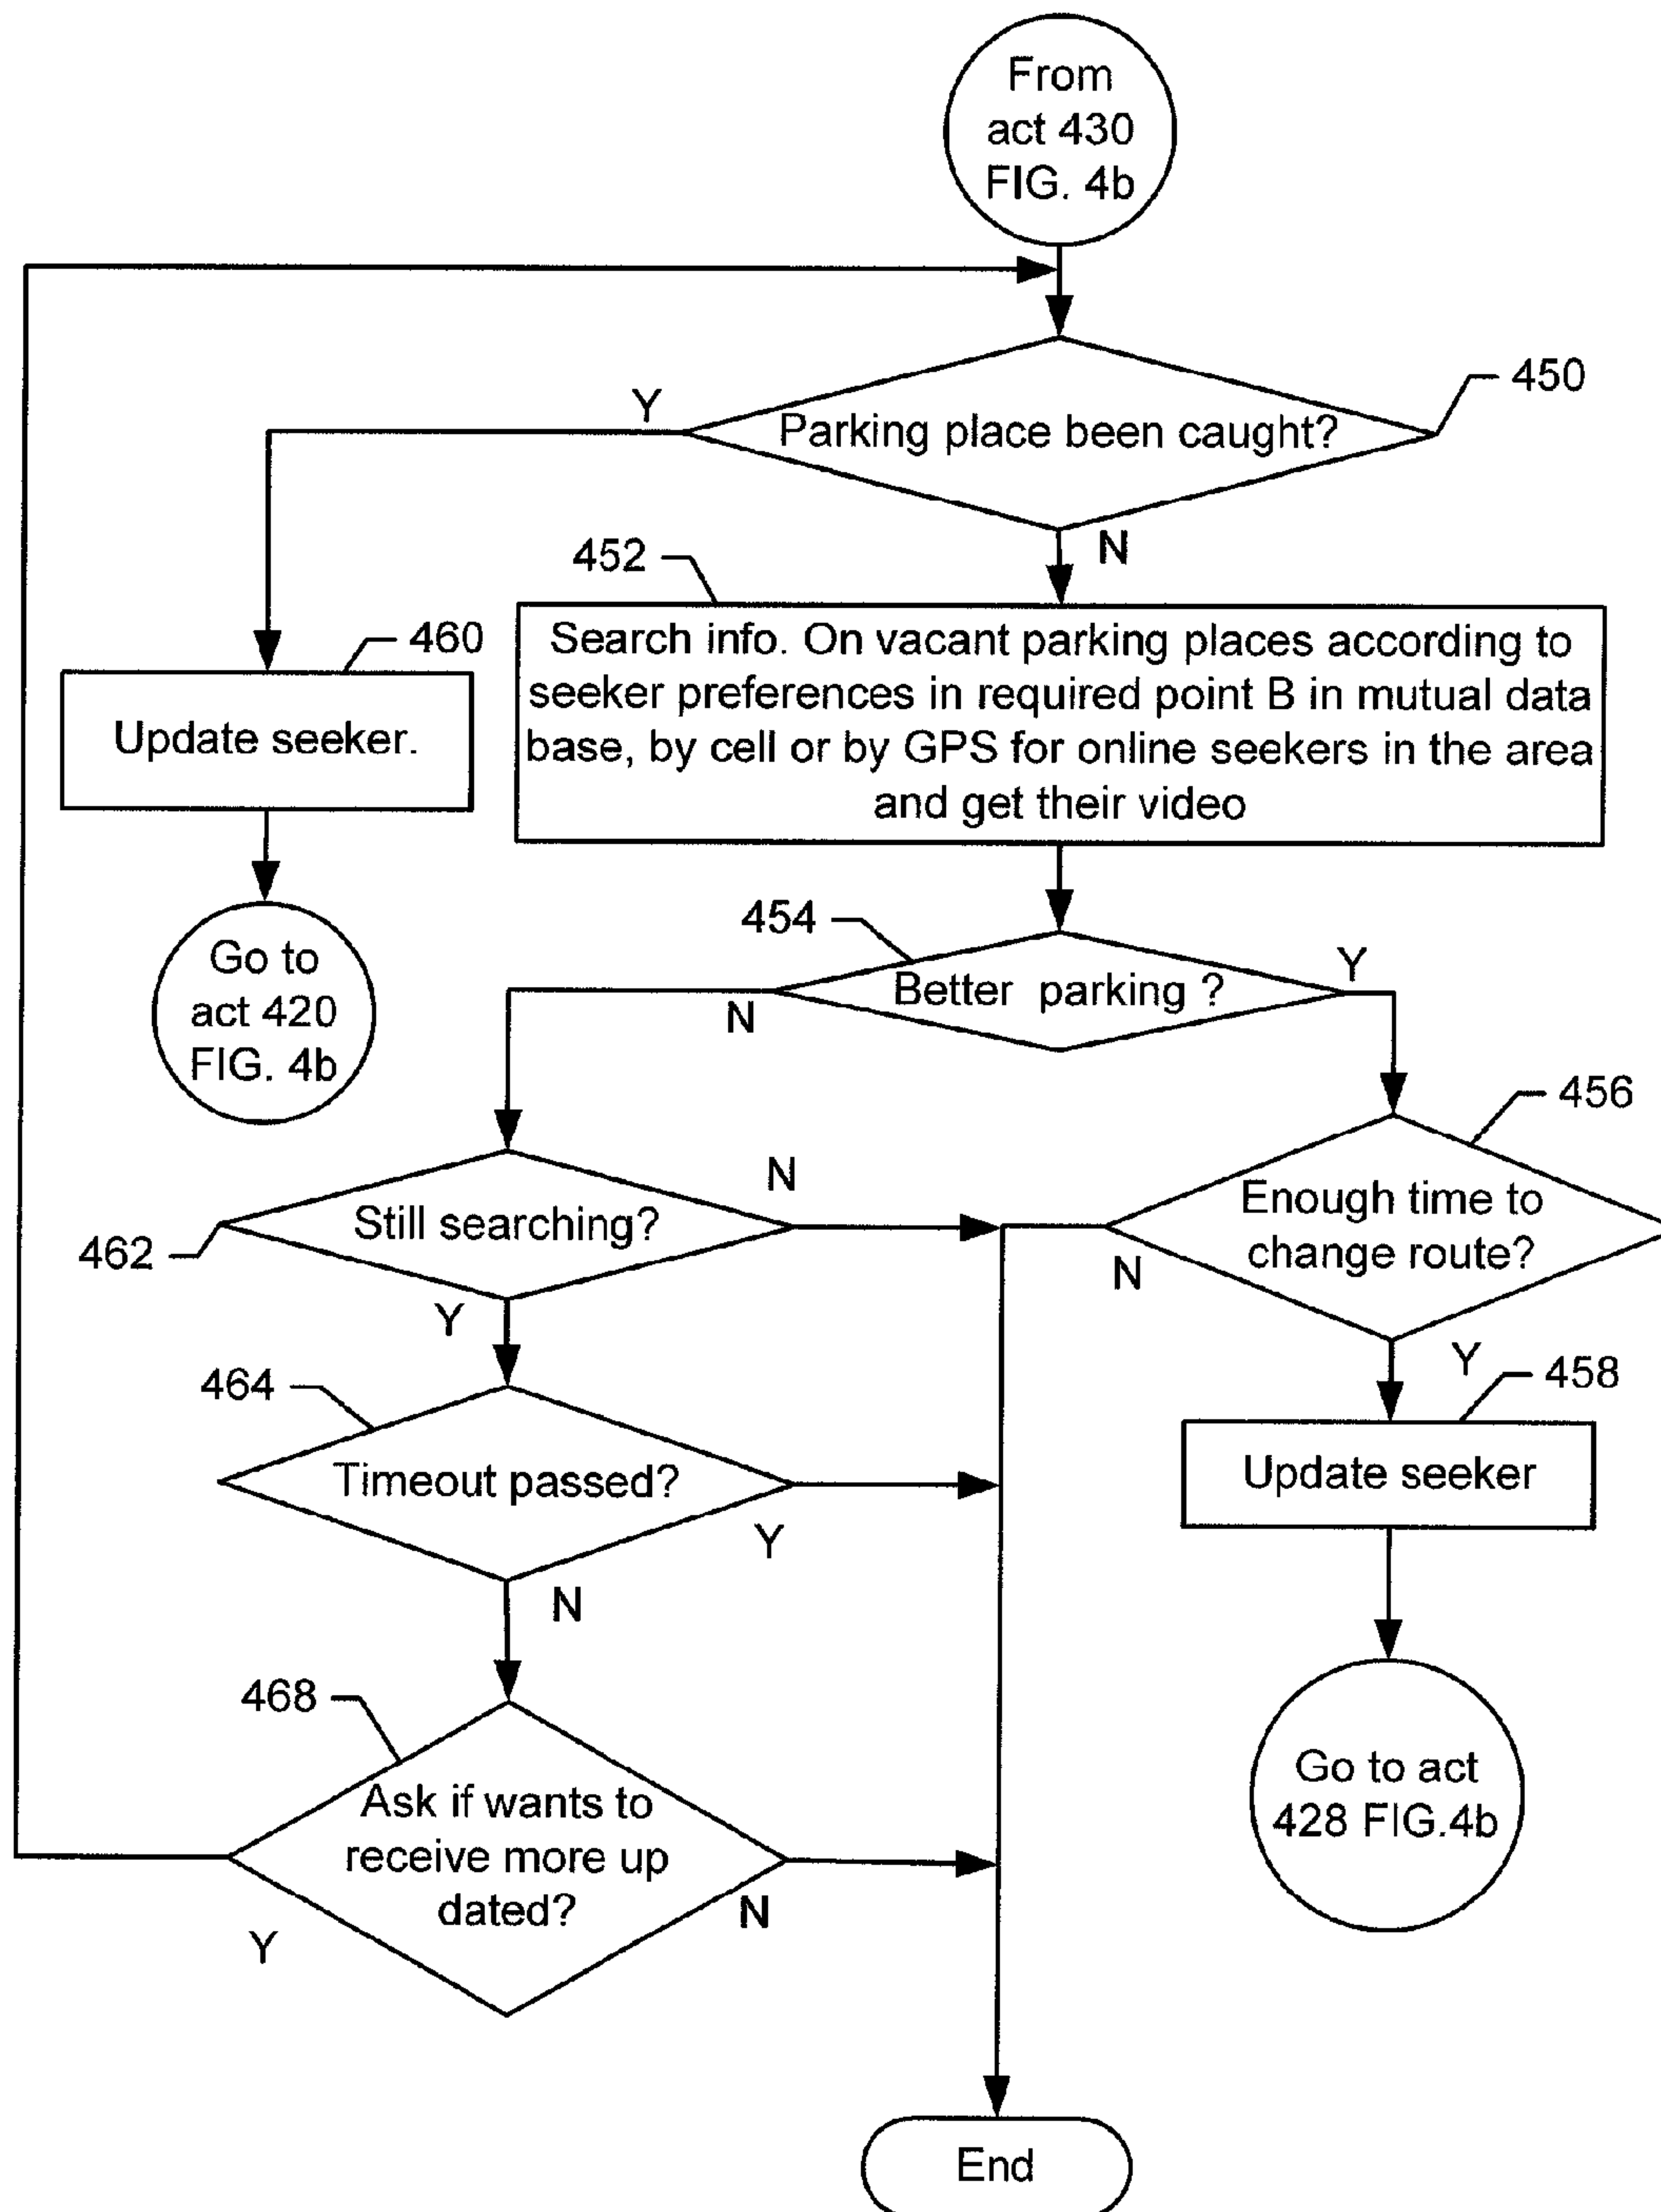 From
act 430
FIG. 4b
450
Y
Parking place been caught?
N
452
460
Search info. On vacant parking places according to
seeker preferences in required point B in mutual data
base, by cell or by GPS for online seekers in the area
and get their video
Update seeker.
454
Go to
act 420
FIG. 4b
Better parking ?
Y
N
456
Enough time to
change route?
N
Still searching?
N
462
Y
Y
458
464
Update seeker
Timeout passed?
Y
N
468
Go to act
428 FIG.4b
Ask if wants to
receive more up
dated?
N
Y
End